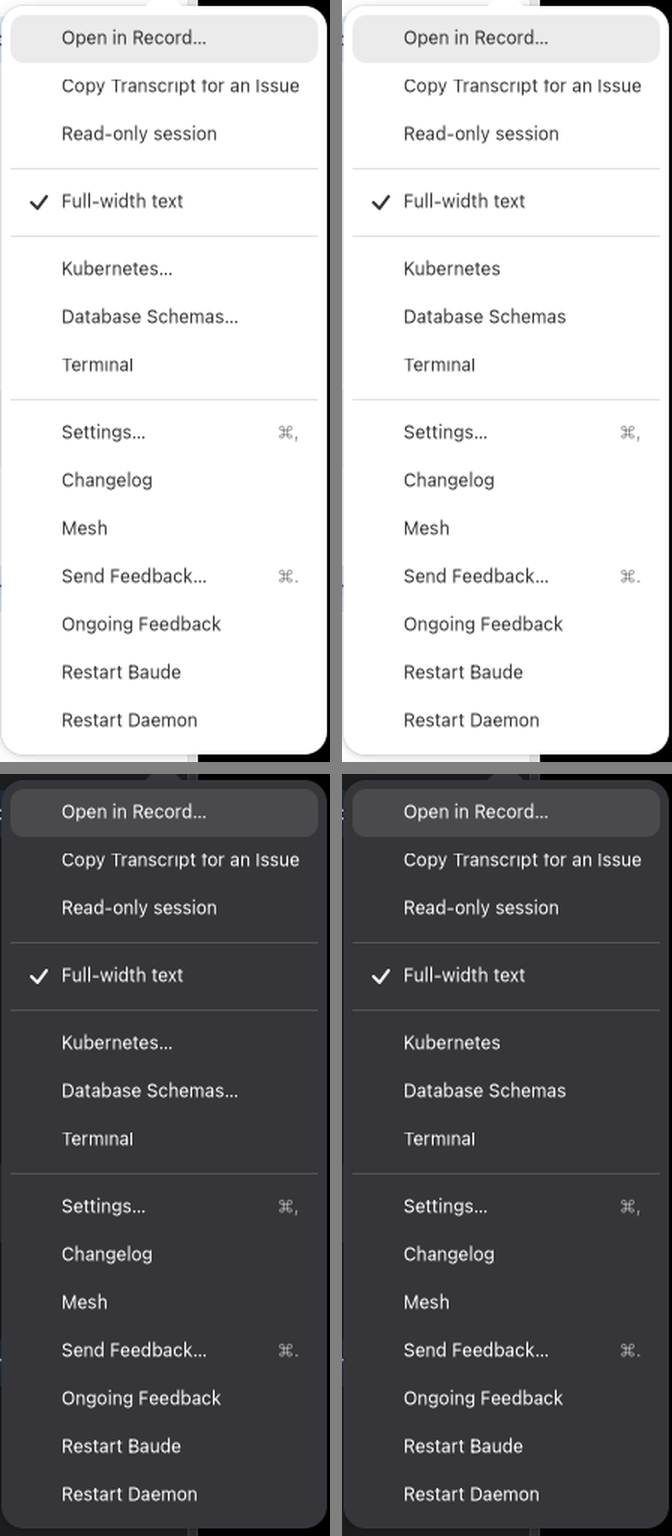 Open in Record...
Copy Transcript for an Issue
Read-only session
Full-width text
Kubernetes...
Database Schemas...
Terminal
Settings... ⌘,
Changelog
Mesh
Send Feedback... ⌘.
Ongoing Feedback
Restart Baude
Restart Daemon
Open in Record...
Copy Transcript for an Issue
Read-only session
Full-width text
Kubernetes
Database Schemas
Terminal
Settings... ⌘,
Changelog
Mesh
Send Feedback... ⌘.
Ongoing Feedback
Restart Baude
Restart Daemon
Open in Record...
Copy Transcript for an Issue
Read-only session
Full-width text
Kubernetes...
Database Schemas...
Terminal
Settings... ⌘,
Changelog
Mesh
Send Feedback... ⌘.
Ongoing Feedback
Restart Baude
Restart Daemon
Open in Record...
Copy Transcript for an Issue
Read-only session
Full-width text
Kubernetes
Database Schemas
Terminal
Settings... ⌘,
Changelog
Mesh
Send Feedback... ⌘.
Ongoing Feedback
Restart Baude
Restart Daemon